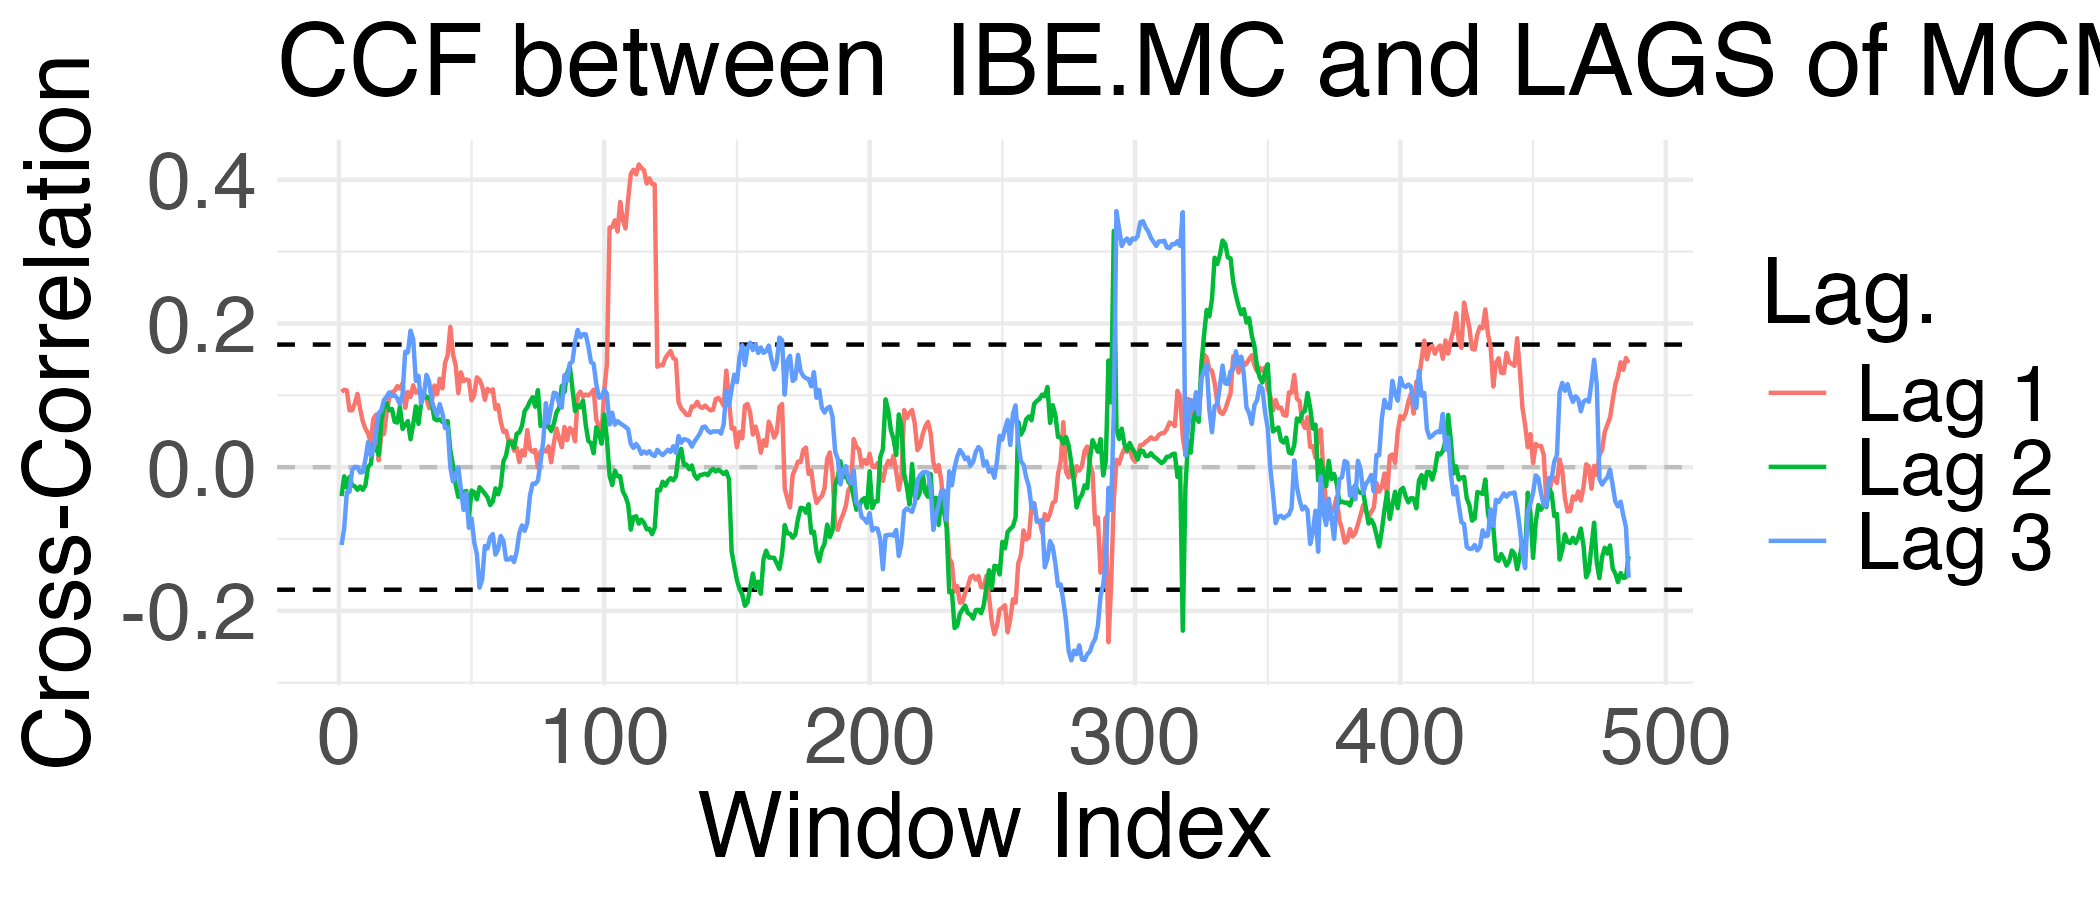 CCF between IBE.MC and LAGS of
Cross-Correlation
0.4
0.2
0.0
-0.2
0
100
200
300
400
500
Window Index
Lag.
Lag 1
Lag 2
Lag 3